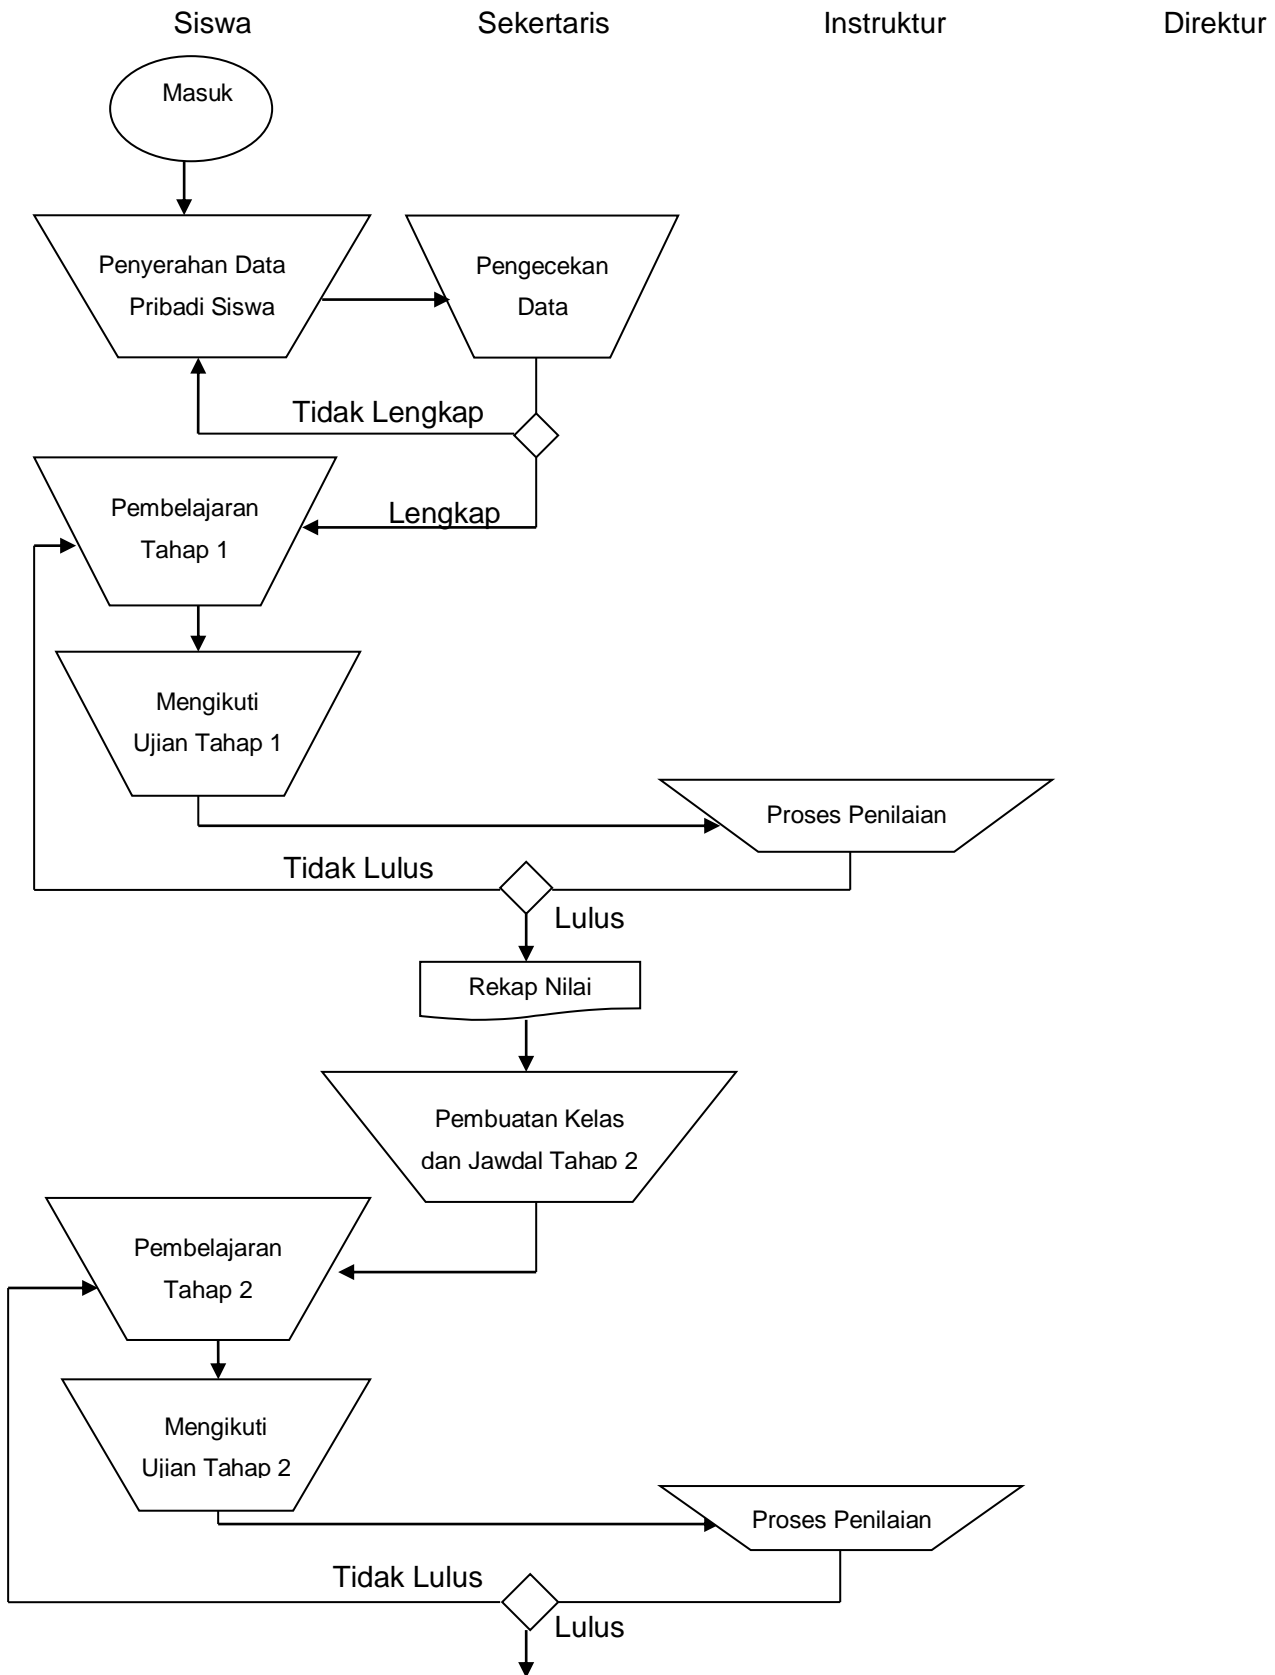 Siswa Sekertaris Instruktur Direktur
Masuk
Penyerahan Data
Pribadi Siswa
Pengecekan
Data
Tidak Lengkap
Pembelajaran
Tahap 1
Lengkap
Mengikuti
Ujian Tahap 1
Proses Penilaian
Tidak Lulus
Lulus
Rekap Nilai
Pembuatan Kelas
dan Jawdal Tahap 2
Pembelajaran
Tahap 2
Mengikuti
Ujian Tahap 2
Proses Penilaian
Tidak Lulus
Lulus